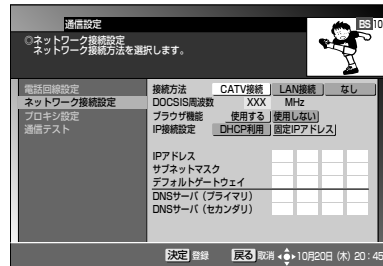 通信設定
BS 10
◎ネットワーク接続設定
ネットワーク接続方法を選択します。
電話回線設定
ネットワーク接続設定
プロキシ設定
通信テスト
接続方法 CATV接続 LAN接続 なし
DOCSIS周波数 XXX MHz
ブラウザ機能 使用する 使用しない
IP接続設定 DHCP利用 固定IPアドレス
IPアドレス
サブネットマスク
デフォルトゲートウェイ
DNSサーバ（プライマリ）
DNSサーバ（セカンダリ）
決定 登録 戻る 取消 10月20日（木）20：45